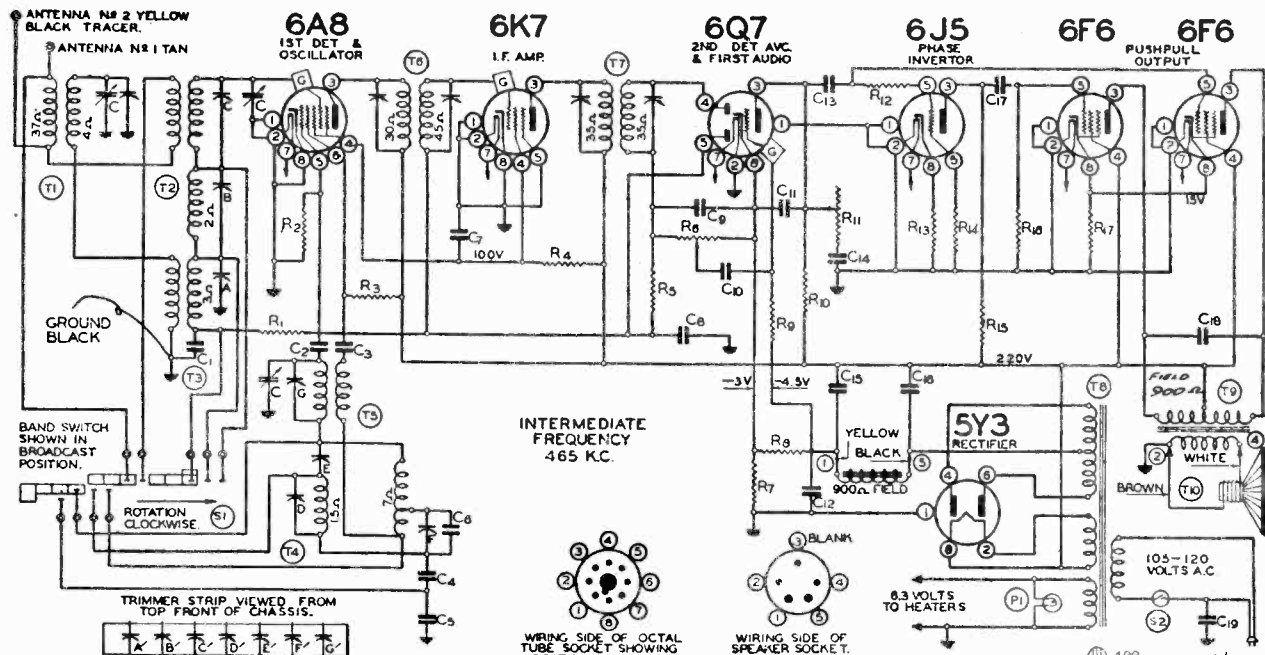 ANTENNA Nº 2 YELLOW
BLACK TRACER.
ANTENNA Nº 1 TAN
6A8
1ST DET &
OSCILLATOR
6K7
I.F. AMP.
6Q7
2ND DET AVC.
& FIRST AUDIO
6J5
PHASE
INVERTOR
6F6
6F6
PUSHPULL
OUTPUT
37Ω
4Ω
T1
T2
2Ω
3Ω
C
C
C
B
A
G
T6
30Ω
45Ω
G
T7
35Ω
35Ω
G
C13
R12
C17
R2
C7
100V
R4
R3
C9
R6
C10
R5
C8
C11
R11
C14
R10
R9
R13
R14
R16
R17
15V
R15
C18
220V
GROUND
BLACK
C1
T3
R1
C2
C3
C
G
T5
INTERMEDIATE
FREQUENCY
465 K.C.
-3V
-4.5V
C15
C16
YELLOW
BLACK
900Ω FIELD
R8
R7
C12
5Y3
RECTIFIER
T8
FIELD
900Ω
T9
WHITE
BROWN
T10
BAND SWITCH
SHOWN IN
BROADCAST
POSITION.
ROTATION
CLOCKWISE.
S1
E
D
1.5Ω
T4
7Ω
F
C6
C4
C5
BLANK
6.3 VOLTS
TO HEATERS
P1
105-120
VOLTS A.C.
S2
C19
TRIMMER STRIP VIEWED FROM
TOP FRONT OF CHASSIS.
A B C D E F G
WIRING SIDE OF OCTAL
TUBE SOCKET SHOWING
WIRING SIDE OF
SPEAKER SOCKET.